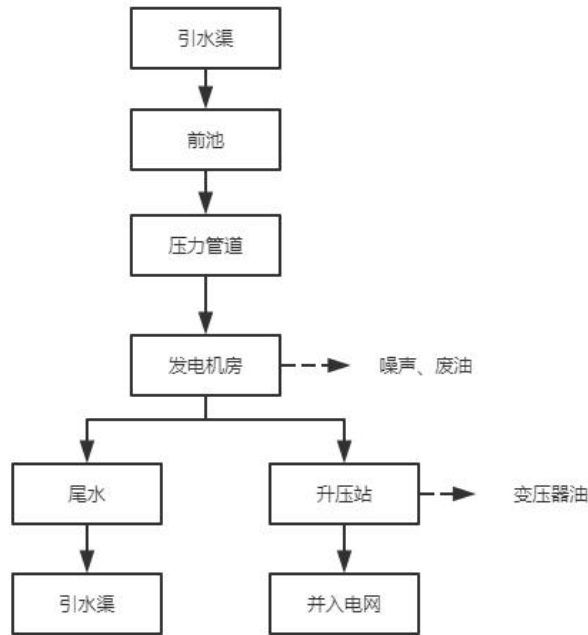 引水渠
前池
压力管道
发电机房
噪声、废油
尾水
升压站
变压器油
引水渠
并入电网